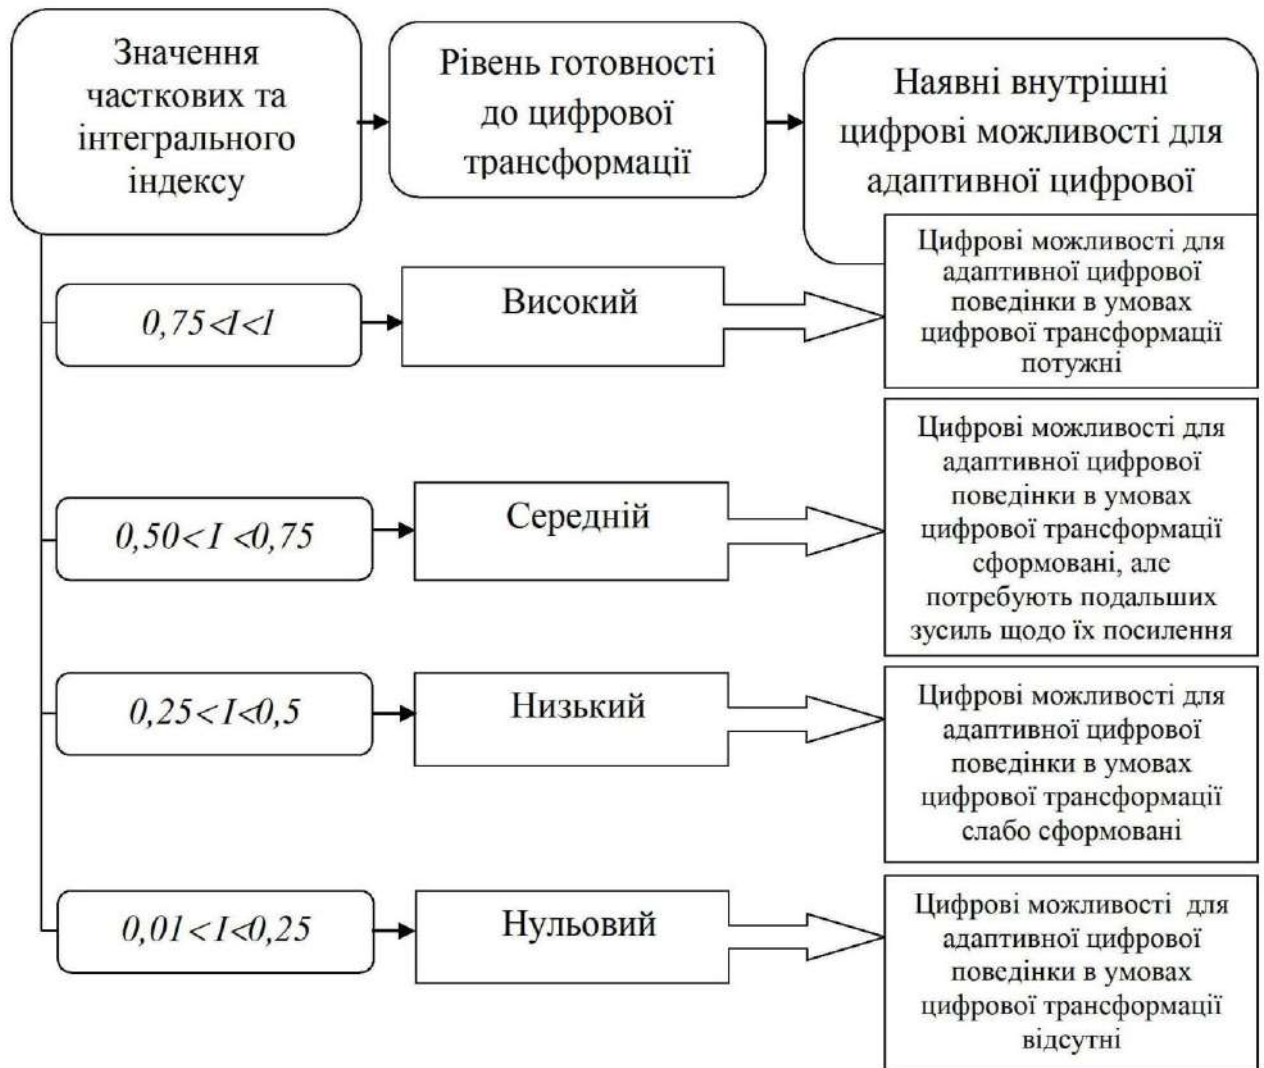 Значення
часткових та
інтегрального
індексу
Рівень готовності
до цифрової
трансформації
Наявні внутрішні
цифрові можливості для
адаптивної цифрової
0,75<I<1
Високий
Цифрові можливості для
адаптивної цифрової
поведінки в умовах
цифрової трансформації
потужні
0,50<I<0,75
Середній
Цифрові можливості для
адаптивної цифрової
поведінки в умовах
цифрової трансформації
сформовані, але
потребують подальших
зусиль щодо їх посилення
0,25<I<0,5
Низький
Цифрові можливості для
адаптивної цифрової
поведінки в умовах
цифрової трансформації
слабо сформовані
0,01<I<0,25
Нульовий
Цифрові можливості для
адаптивної цифрової
поведінки в умовах
цифрової трансформації
відсутні